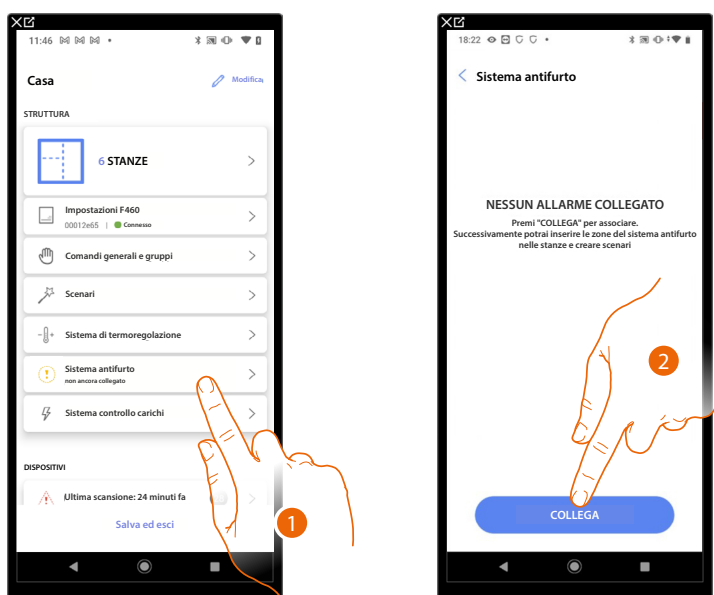 11:46
Casa
Modifica
STRUTTURA
6 STANZE
Impostazioni F460
00012e65 | Connesso
Comandi generali e gruppi
Scenari
Sistema di termoregolazione
Sistema antifurto
non ancora collegato
Sistema controllo carichi
DISPOSITIVI
Ultima scansione: 24 minuti fa
Salva ed esci
1
18:22
Sistema antifurto
NESSUN ALLARME COLLEGATO
Premi "COLLEGA" per associare.
Successivamente potrai inserire le zone del sistema antifurto
nelle stanze e creare scenari
2
COLLEGA